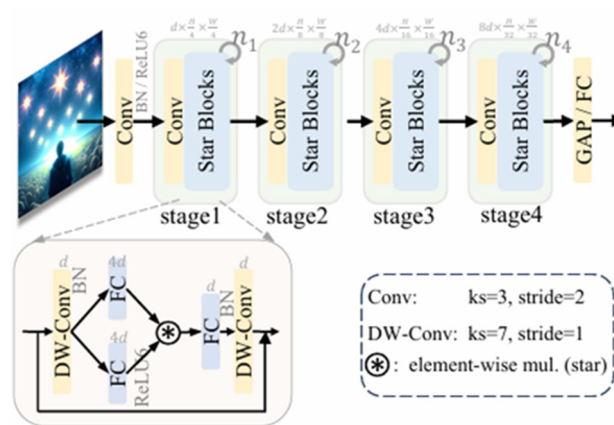 d × H/4 × W/4
2d × H/8 × W/8
4d × H/16 × W/16
8d × H/32 × W/32
Conv
BN / ReLU6
Conv
Star Blocks
n1
Conv
Star Blocks
n2
Conv
Star Blocks
n3
Conv
Star Blocks
n4
GAP / FC
stage1
stage2
stage3
stage4
d
DW-Conv
BN
4d
FC
4d
FC
ReLU6
*
d
FC
BN
d
DW-Conv
Conv: ks=3, stride=2
DW-Conv: ks=7, stride=1
⊛: element-wise mul. (star)